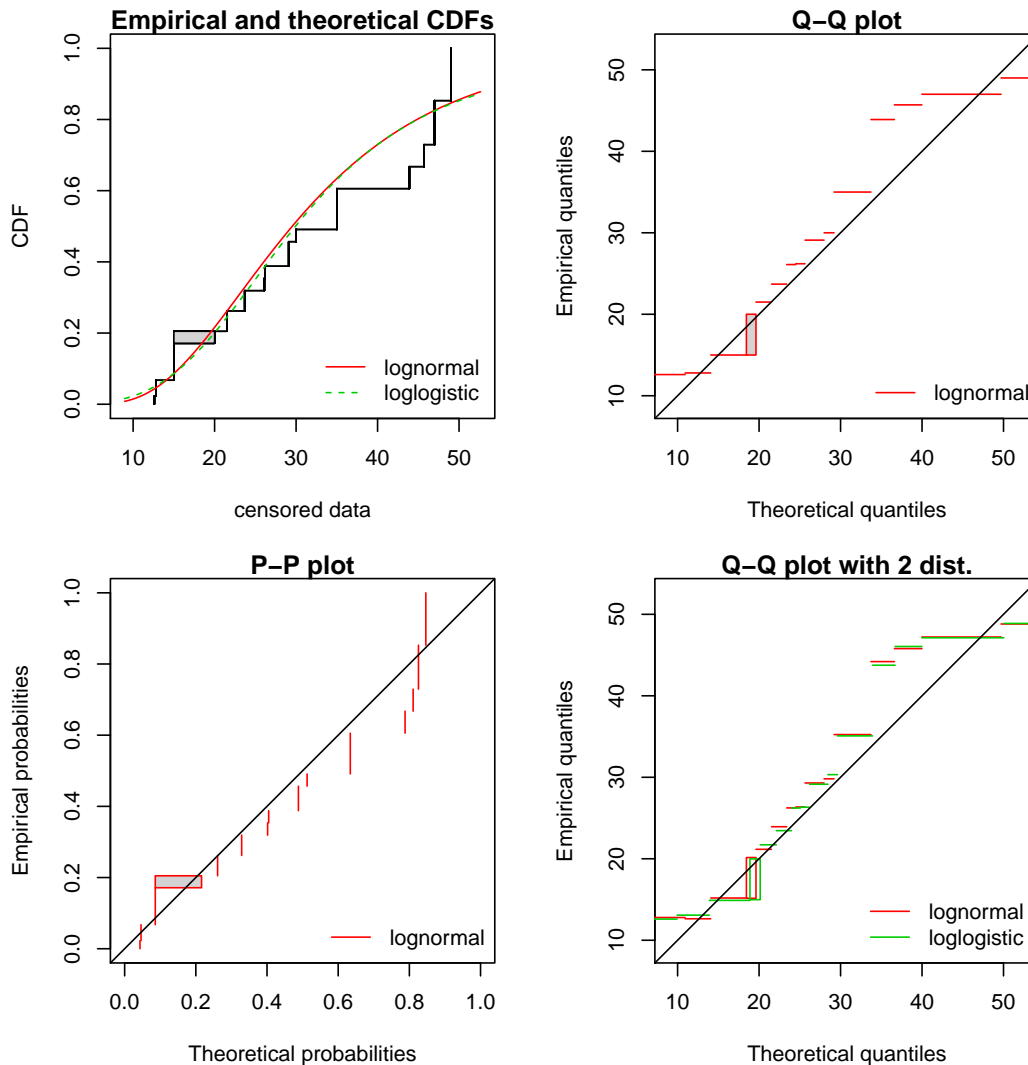 Empirical and theoretical CDFs
CDF
0.0 0.2 0.4 0.6 0.8 1.0
lognormal
loglogistic
10 20 30 40 50
censored data
Q−Q plot
Empirical quantiles
10 20 30 40 50
lognormal
10 20 30 40 50
Theoretical quantiles
P−P plot
Empirical probabilities
0.0 0.2 0.4 0.6 0.8 1.0
lognormal
0.0 0.2 0.4 0.6 0.8 1.0
Theoretical probabilities
Q−Q plot with 2 dist.
Empirical quantiles
10 20 30 40 50
lognormal
loglogistic
10 20 30 40 50
Theoretical quantiles